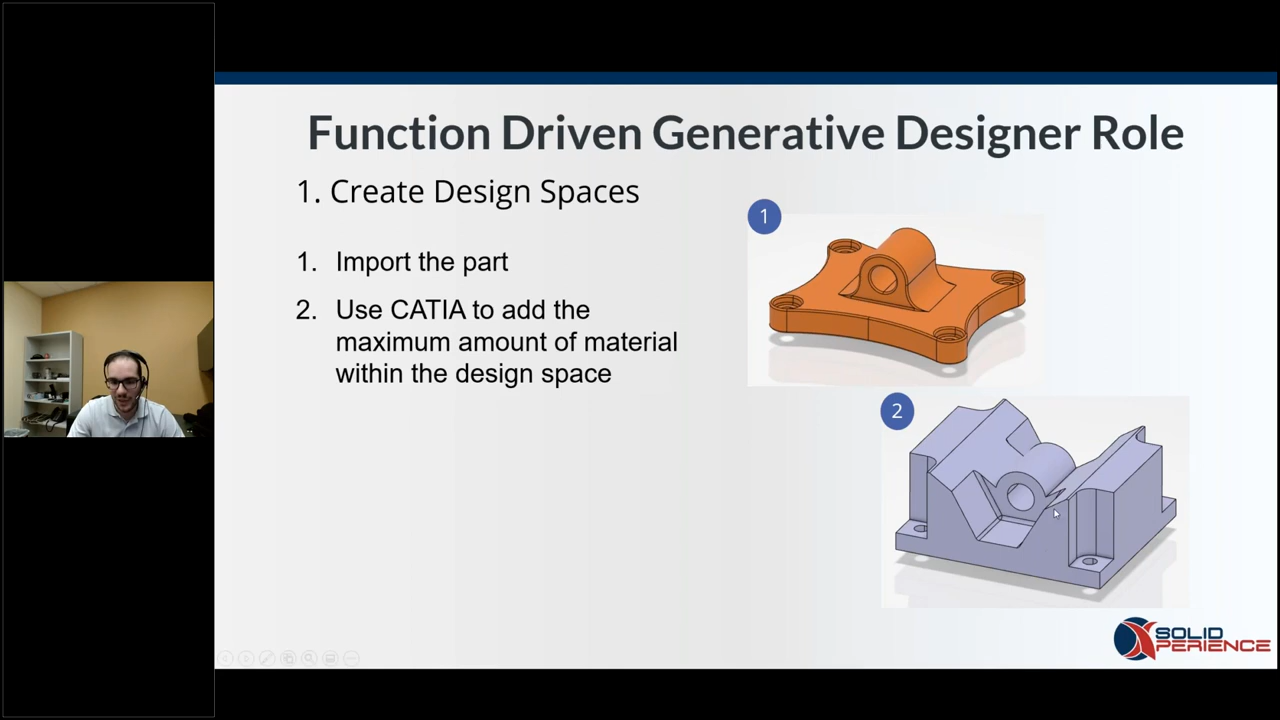 Function Driven Generative Designer Role
1. Create Design Spaces
1. Import the part
2. Use CATIA to add the
maximum amount of material
within the design space
1
2
SOLID
XPERIENCE